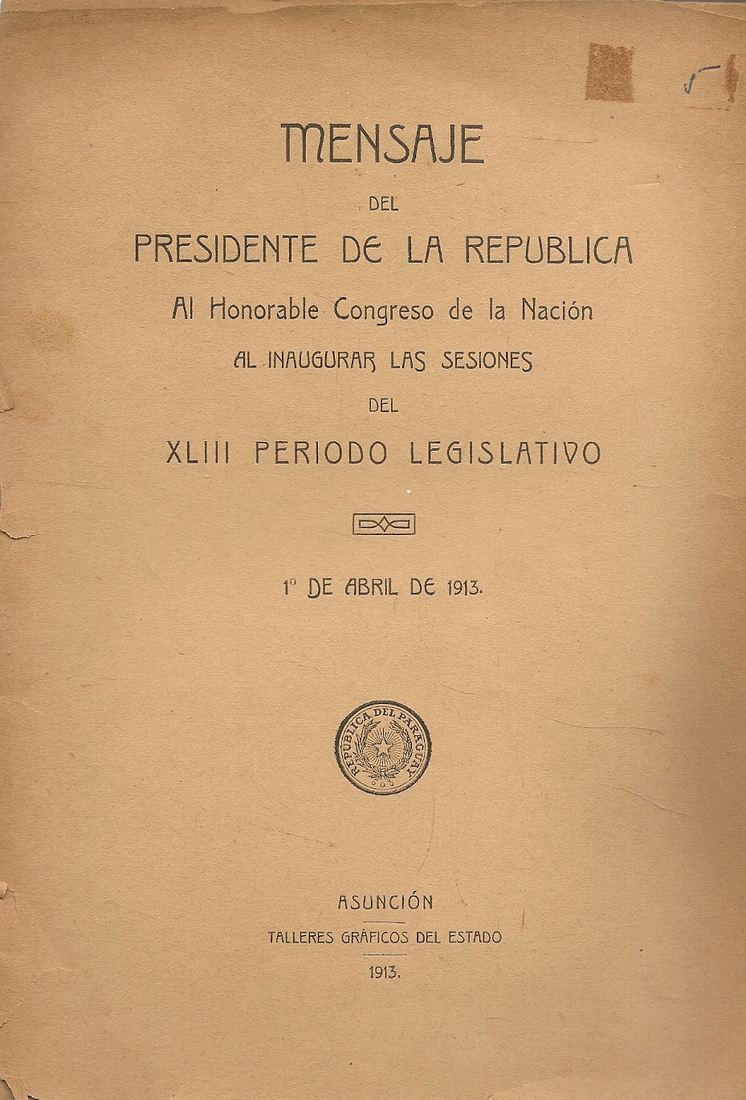 MENSAJE
DEL
PRESIDENTE DE LA REPUBLICA
Al Honorable Congreso de la Nación
AL INAUGURAR LAS SESIONES
DEL
XLIII PERIODO LEGISLATIVO
1º DE ABRIL DE 1913.
REPUBLICA DEL PARAGUAY
ASUNCIÓN
TALLERES GRÁFICOS DEL ESTADO
1913.